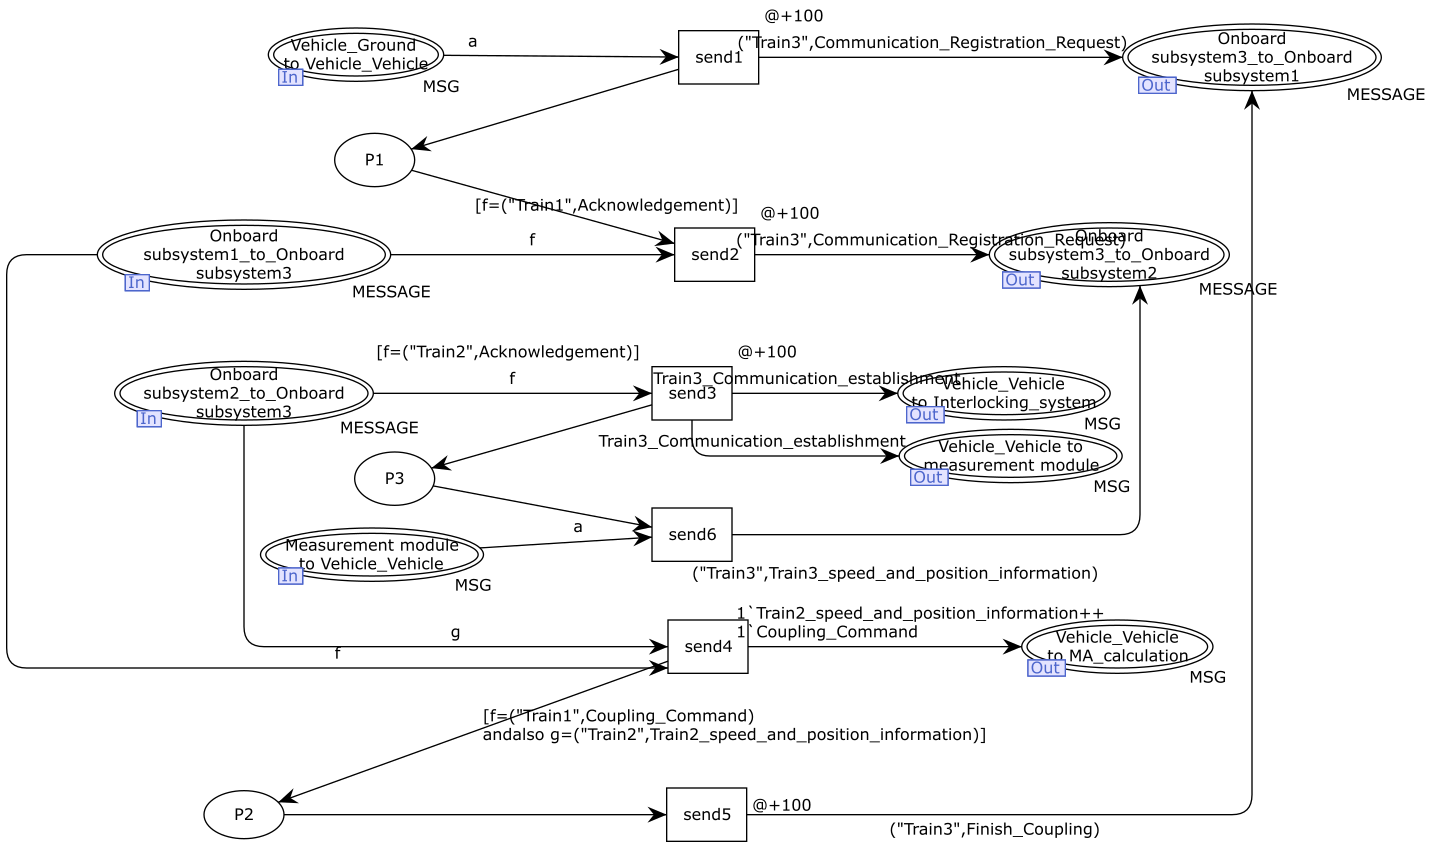 @+100
Vehicle_Ground
to Vehicle_Vehicle
In
MSG
a
send1
("Train3",Communication_Registration_Request)
Onboard
subsystem3_to_Onboard
subsystem1
Out
MESSAGE
P1
[f=("Train1",Acknowledgement)]
@+100
Onboard
subsystem1_to_Onboard
subsystem3
In
MESSAGE
f
send2
("Train3",Communication_Registration_Request)
Onboard
subsystem3_to_Onboard
subsystem2
Out
MESSAGE
[f=("Train2",Acknowledgement)]
@+100
Onboard
subsystem2_to_Onboard
subsystem3
In
MESSAGE
f
send3
Train3_Communication_establishment
Vehicle_Vehicle
to Interlocking_system
Out
MSG
Train3_Communication_establishment
Vehicle_Vehicle to
measurement module
Out
MSG
P3
a
send6
Measurement module
to Vehicle_Vehicle
In
MSG
("Train3",Train3_speed_and_position_information)
1`Train2_speed_and_position_information++
1`Coupling_Command
g
f
send4
Vehicle_Vehicle
to MA_calculation
Out
MSG
[f=("Train1",Coupling_Command)
andalso g=("Train2",Train2_speed_and_position_information)]
P2
send5
@+100
("Train3",Finish_Coupling)